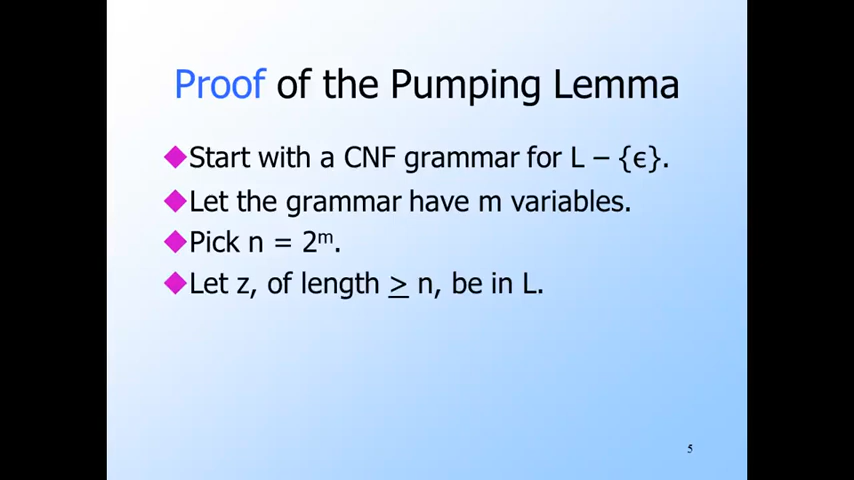 Proof of the Pumping Lemma
Start with a CNF grammar for L – {ϵ}.
Let the grammar have m variables.
Pick n = 2ᵐ.
Let z, of length ≥ n, be in L.
5